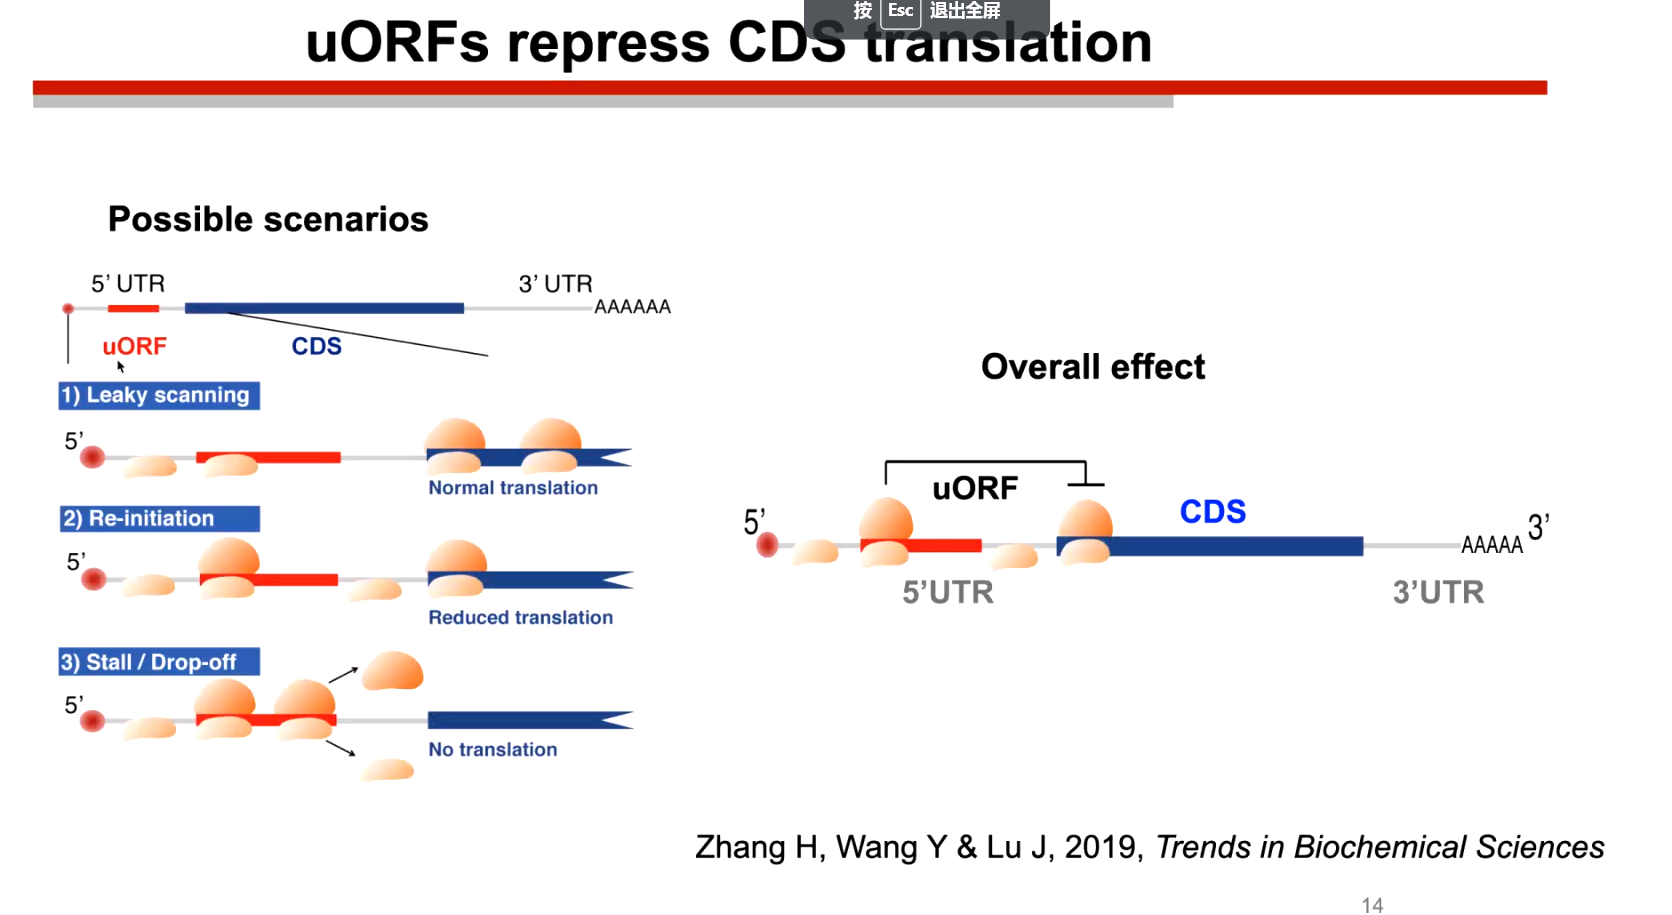 按 Esc 退出全屏
uORFs repress CDS translation
Possible scenarios
5’ UTR
3’ UTR
AAAAAA
uORF
CDS
1) Leaky scanning
5’
Normal translation
2) Re-initiation
5’
Reduced translation
3) Stall / Drop-off
5’
No translation
Overall effect
uORF
5’
CDS
AAAAA 3’
5’UTR
3’UTR
Zhang H, Wang Y & Lu J, 2019, Trends in Biochemical Sciences
14